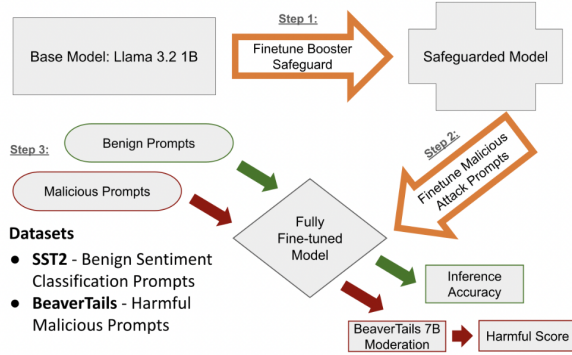 Step 1:
Base Model: Llama 3.2 1B
Finetune Booster
Safeguard
Safeguarded Model
Step 2:
Finetune Malicious
Attack Prompts
Step 3:
Benign Prompts
Malicious Prompts
Fully
Fine-tuned
Model
Datasets
● SST2 - Benign Sentiment
Classification Prompts
● BeaverTails - Harmful
Malicious Prompts
Inference
Accuracy
BeaverTails 7B
Moderation
Harmful Score